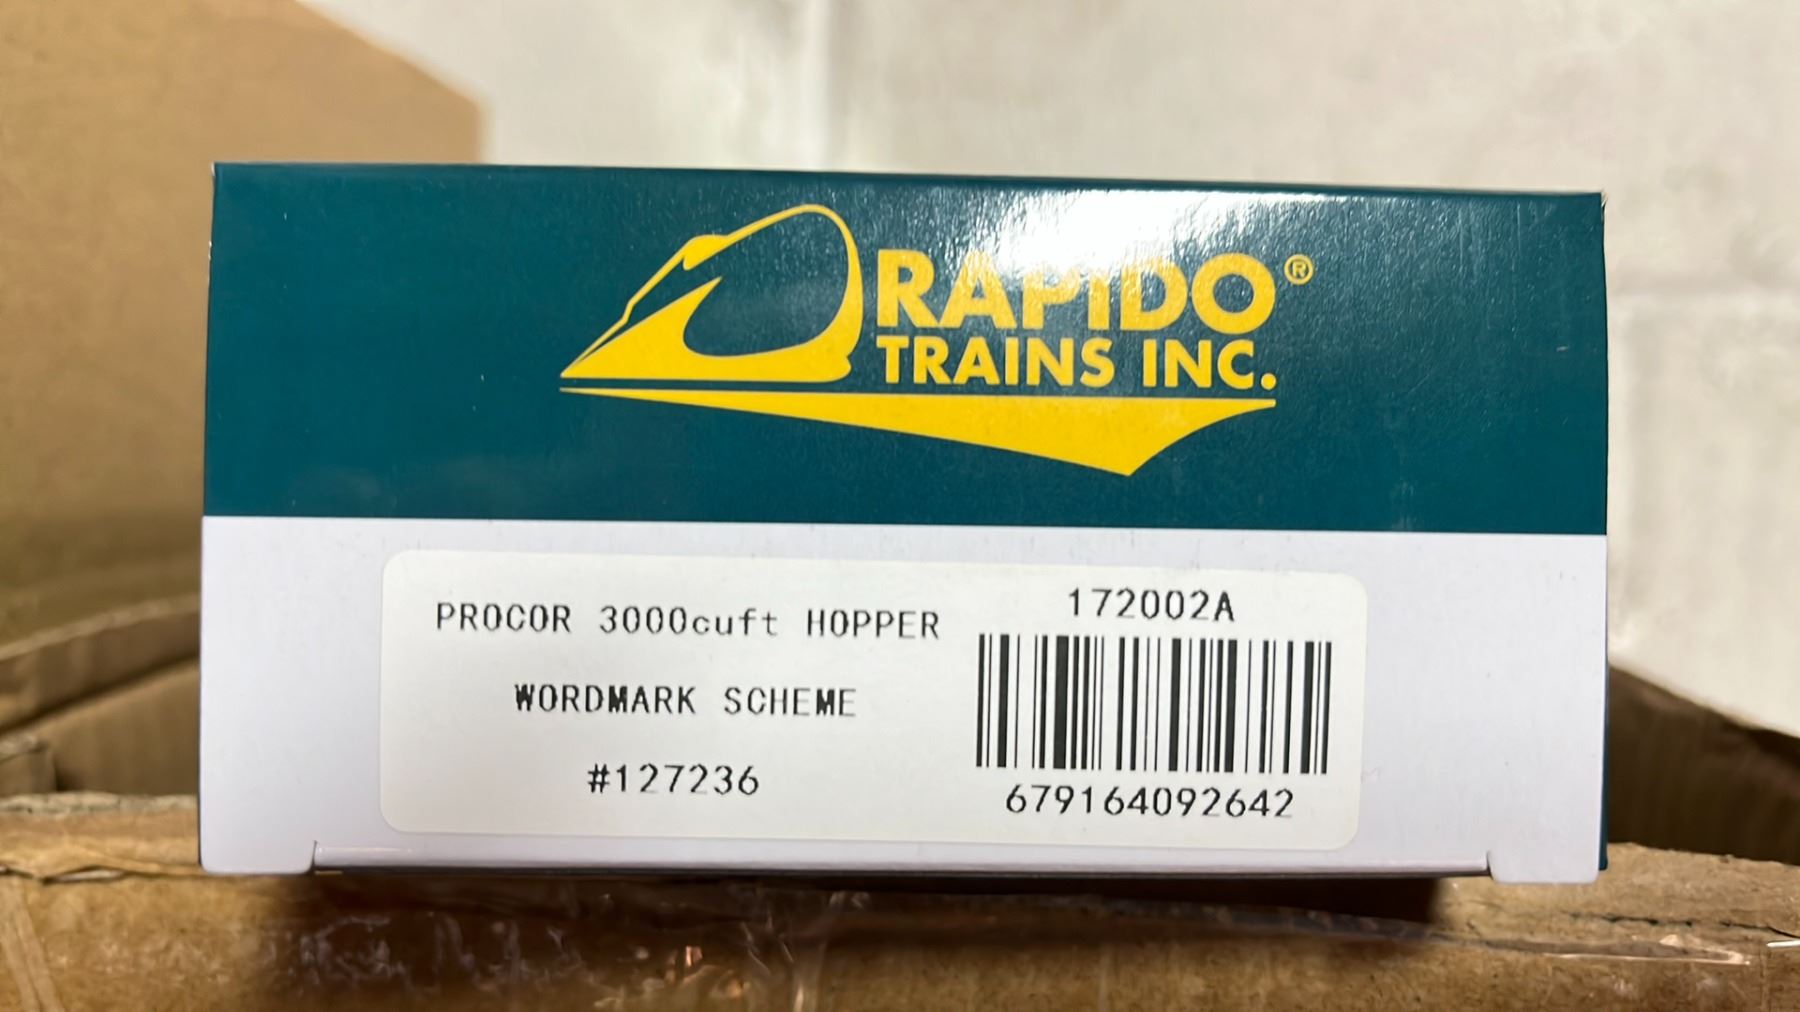 RAPIDO®
TRAINS INC.
PROCOR 3000cuft HOPPER
WORDMARK SCHEME
#127236
172002A
679164092642